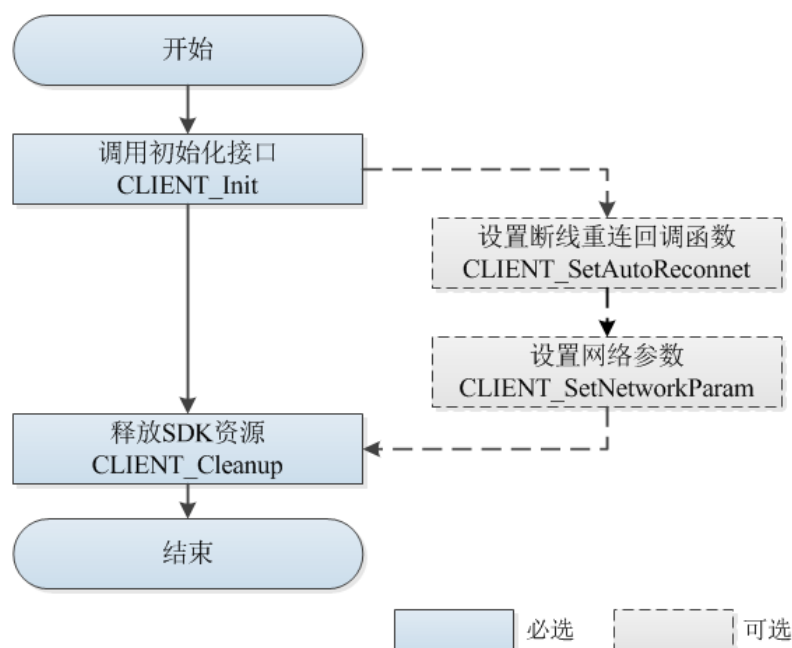 开始
调用初始化接口
CLIENT_Init
设置断线重连回调函数
CLIENT_SetAutoReconnet
设置网络参数
CLIENT_SetNetworkParam
释放SDK资源
CLIENT_Cleanup
结束
必选
可选